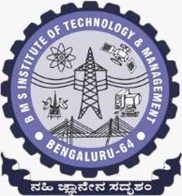 B M S INSTITUTE OF TECHNOLOGY & MANAGEMENT
• BENGALURU-64 •
ನಹಿ ಜ್ಞಾನೇನ ಸದೃಶಂ